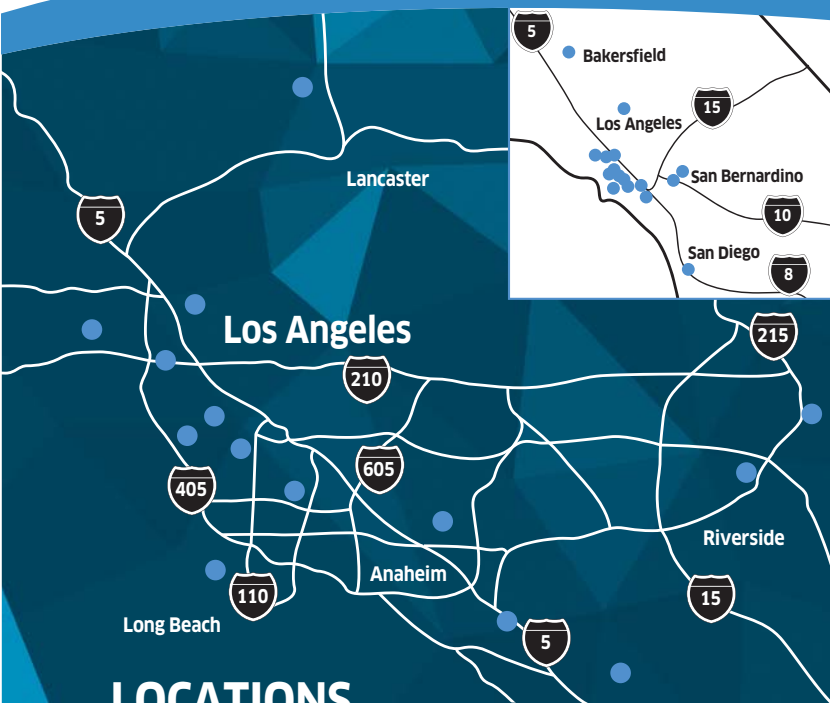 5
Bakersfield
15
Los Angeles
San Bernardino
10
San Diego
8
Lancaster
5
Los Angeles
215
210
605
405
Riverside
Anaheim
110
15
Long Beach
5
LOCATIONS